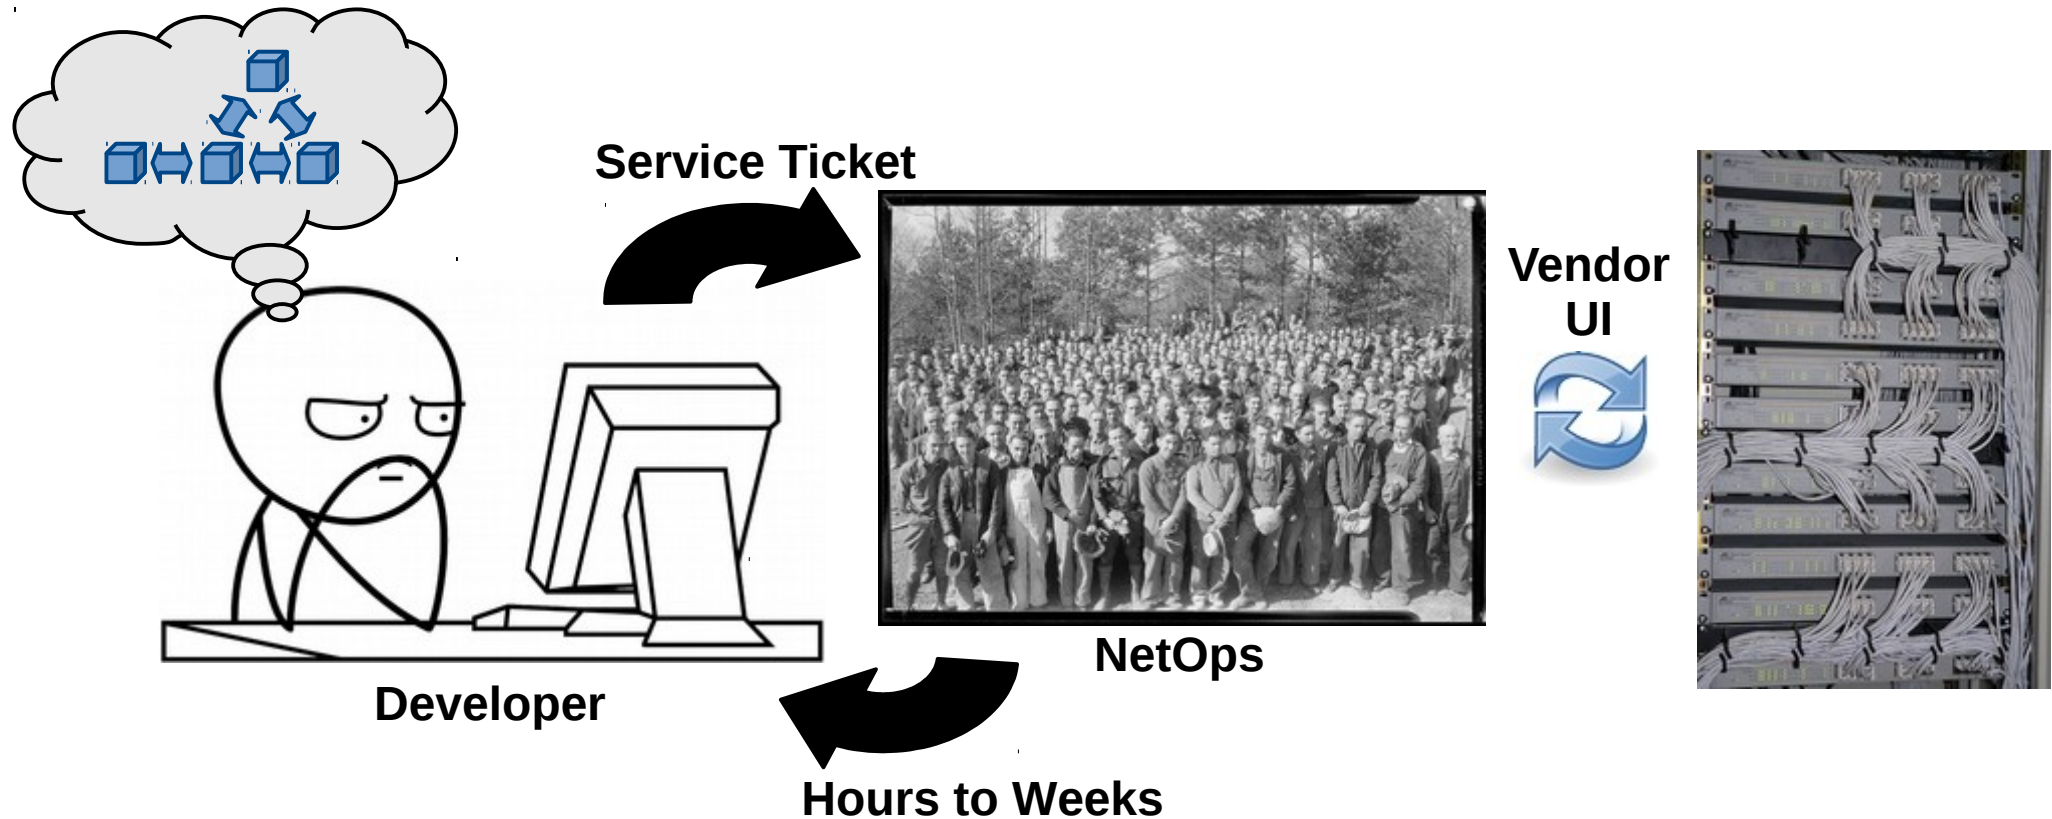 Service Ticket
Vendor
UI
NetOps
Developer
Hours to Weeks